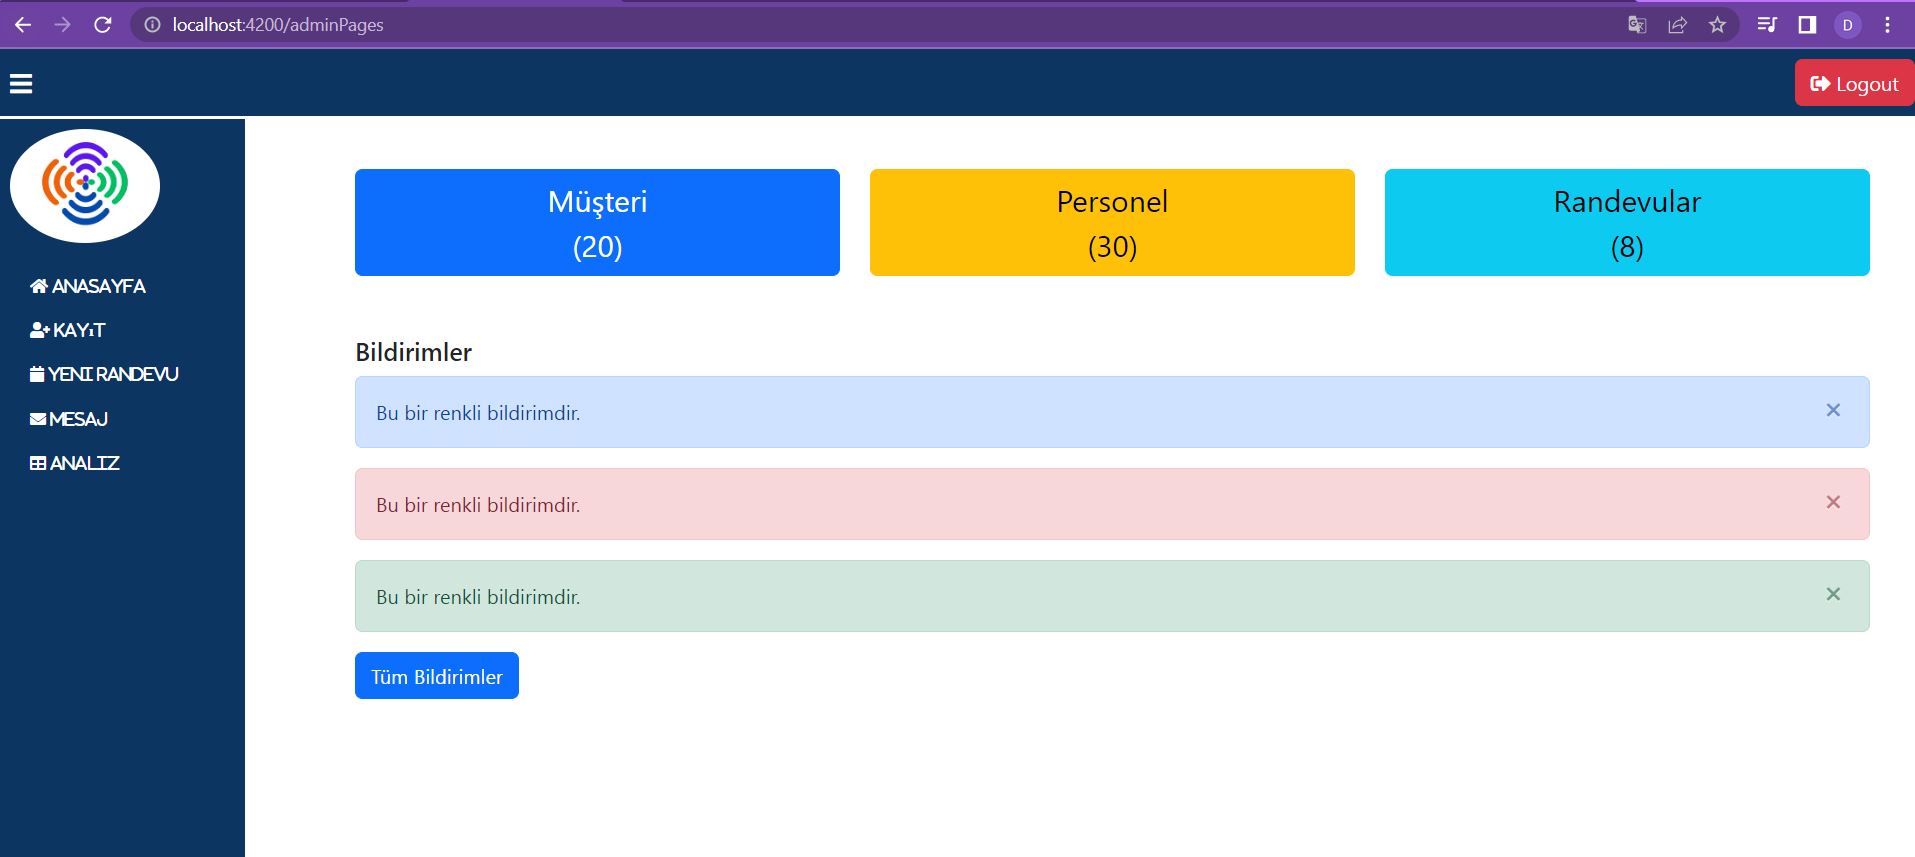 localhost:4200/adminPages
D
Logout
Müşteri
(20)
Personel
(30)
Randevular
(8)
ANASAYFA
KAYıT
YENI RANDEVU
MESAJ
ANALIZ
Bildirimler
Bu bir renkli bildirimdir.
Bu bir renkli bildirimdir.
Bu bir renkli bildirimdir.
Tüm Bildirimler